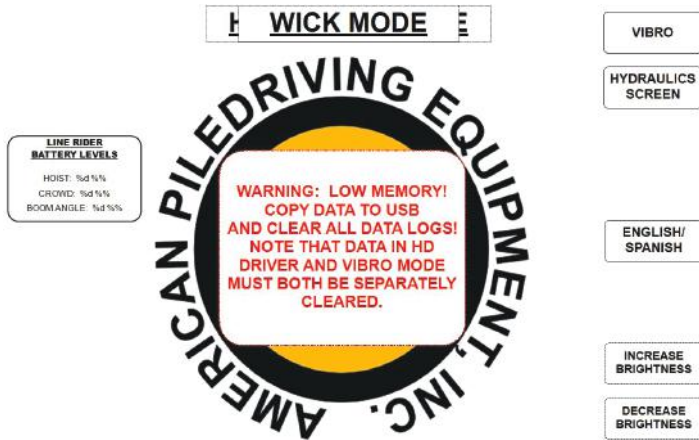 WICK MODE
VIBRO
HYDRAULICS
SCREEN
AMERICAN PILEDRIVING EQUIPMENT, INC.
LINE RIDER
BATTERY LEVELS
HOIST: %d %%
CROWD: %d %%
BOOM ANGLE: %d %%
WARNING: LOW MEMORY!
COPY DATA TO USB
AND CLEAR ALL DATA LOGS!
NOTE THAT DATA IN HD
DRIVER AND VIBRO MODE
MUST BOTH BE SEPARATELY
CLEARED.
ENGLISH/
SPANISH
INCREASE
BRIGHTNESS
DECREASE
BRIGHTNESS